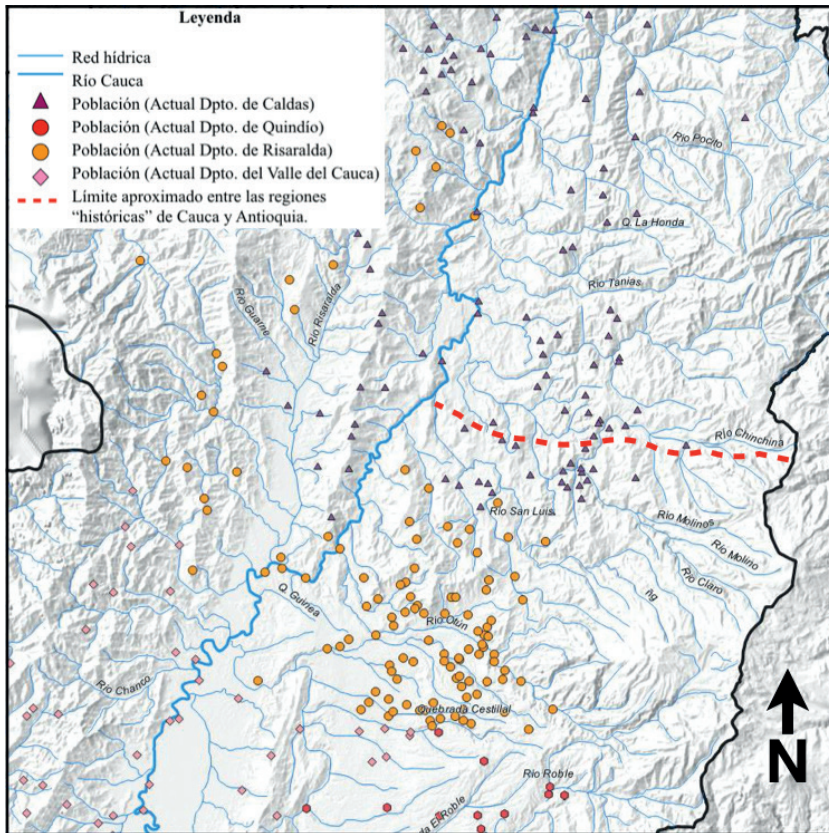 Leyenda
Red hídrica
Río Cauca
Población (Actual Dpto. de Caldas)
Población (Actual Dpto. de Quindío)
Población (Actual Dpto. de Risaralda)
Población (Actual Dpto. del Valle del Cauca)
Límite aproximado entre las regiones
“históricas” de Cauca y Antioquia.
Río Pocito
Q. La Honda
Río Tanías
Río Guarne
Río Risaralda
Río Chinchina
Río San Luis
Río Molinos
Río Molino
Río Claro
Q. Guinea
Río Otún
Río Chanco
Quebrada Cestillal
Río Roble
da El Roble
N